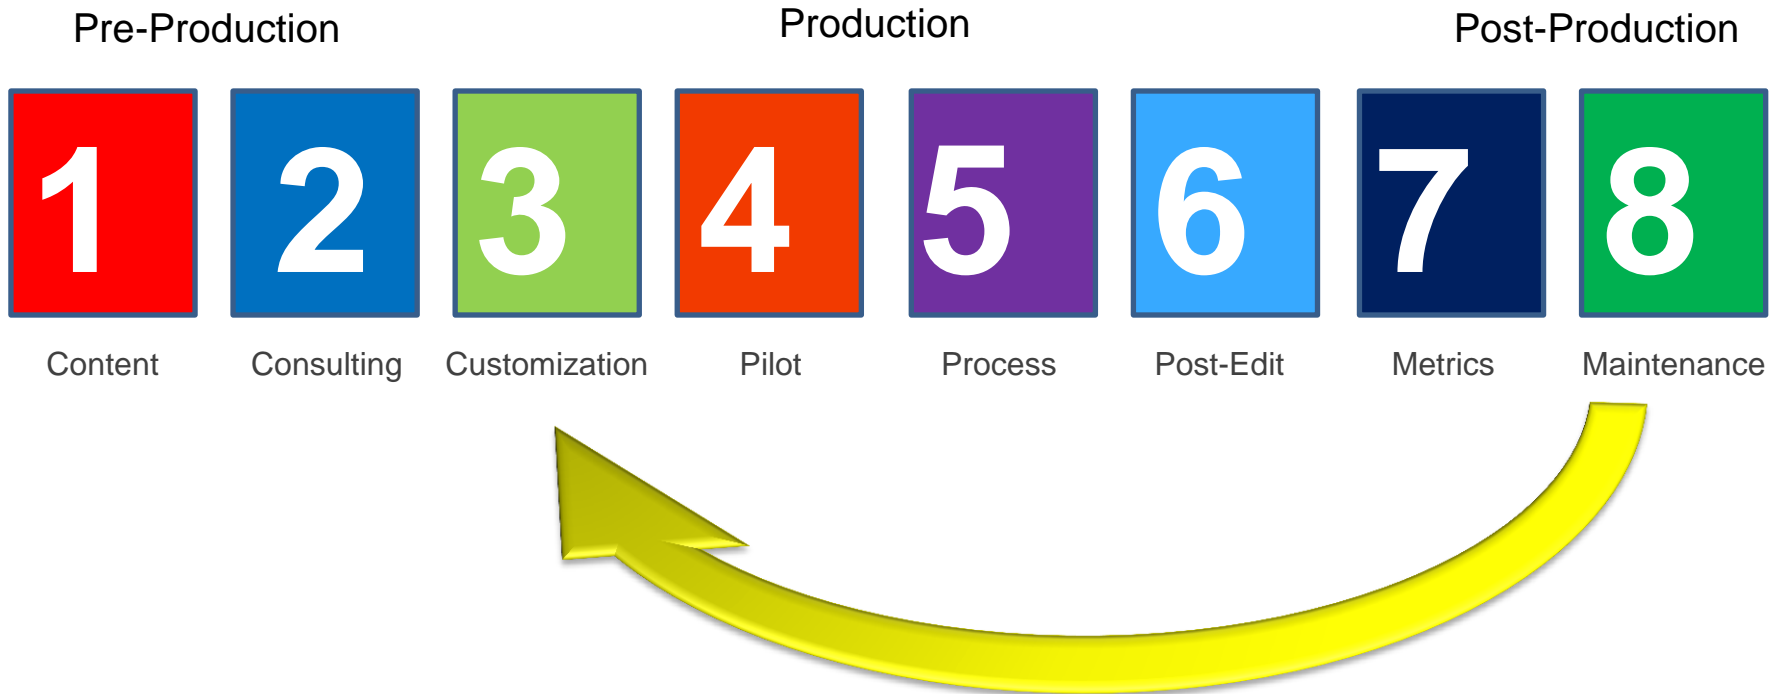 Pre-Production
Production
Post-Production
1
2
3
4
5
6
7
8
Content
Consulting
Customization
Pilot
Process
Post-Edit
Metrics
Maintenance